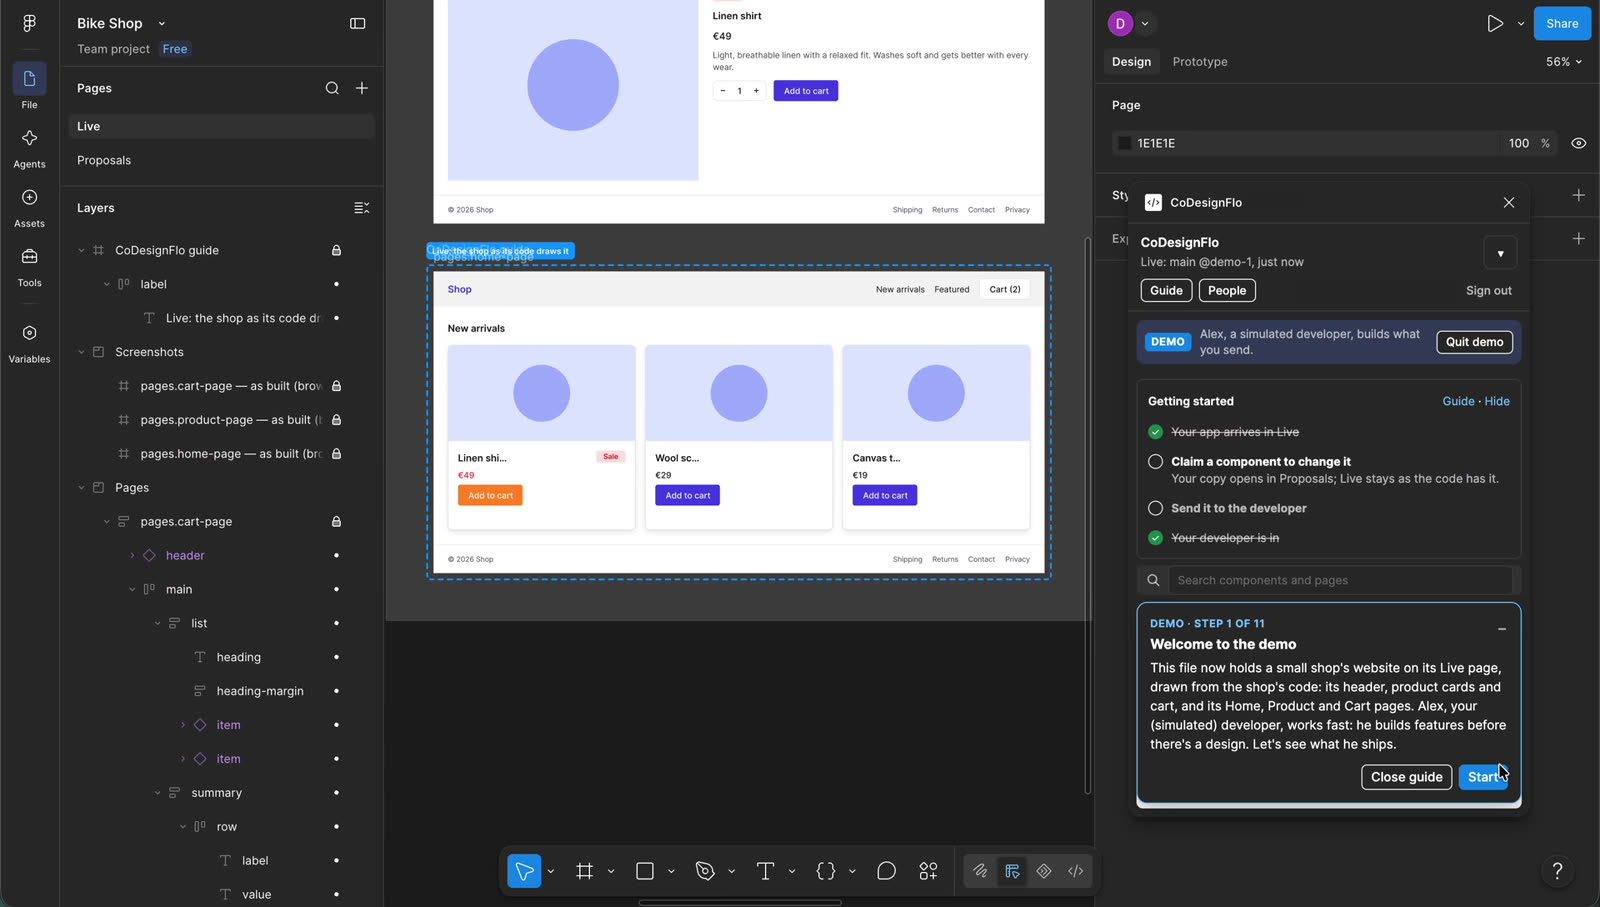 Bike Shop
Team project Free
File
Agents
Assets
Tools
Variables
Pages
Live
Proposals
Layers
CoDesignFlo guide
label
Live: the shop as its code dr
Screenshots
pages.cart-page — as built (brow
pages.product-page — as built (
pages.home-page — as built (bro
Pages
pages.cart-page
header
main
list
heading
heading-margin
item
item
summary
row
label
value
Linen shirt
€49
Light, breathable linen with a relaxed fit. Washes soft and gets better with every
wear.
− 1 + Add to cart
© 2026 Shop Shipping Returns Contact Privacy
Live: the shop as its code draws it
pages.home-page
Shop New arrivals Featured Cart (2)
New arrivals
Linen shi... Sale
€49
Add to cart
Wool sc...
€29
Add to cart
Canvas t...
€19
Add to cart
© 2026 Shop Shipping Returns Contact Privacy
D
Share
Design Prototype 56%
Page
1E1E1E 100 %
Sty
Exp
CoDesignFlo
CoDesignFlo
Live: main @demo-1, just now
Guide People Sign out
DEMO
Alex, a simulated developer, builds what
you send.
Quit demo
Getting started Guide · Hide
Your app arrives in Live
Claim a component to change it
Your copy opens in Proposals; Live stays as the code has it.
Send it to the developer
Your developer is in
Search components and pages
DEMO · STEP 1 OF 11
Welcome to the demo
This file now holds a small shop's website on its Live page,
drawn from the shop's code: its header, product cards and
cart, and its Home, Product and Cart pages. Alex, your
(simulated) developer, works fast: he builds features before
there's a design. Let's see what he ships.
Close guide Start
?